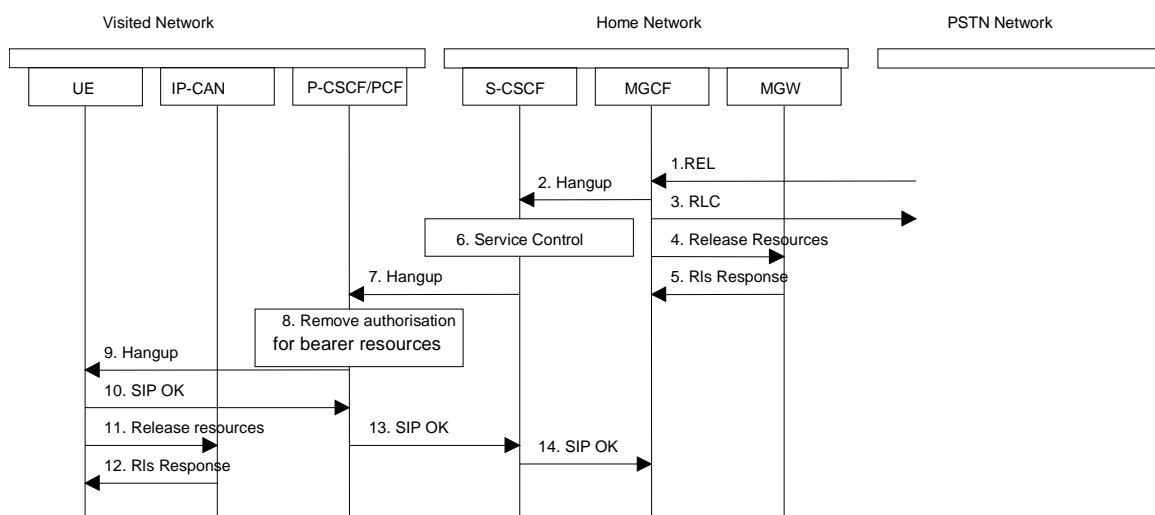 Visited Network
Home Network
PSTN Network
UE
IP-CAN
P-CSCF/PCF
S-CSCF
MGCF
MGW
1.REL
2. Hangup
3. RLC
6. Service Control
4. Release Resources
7. Hangup
5. Rls Response
8. Remove authorisation
for bearer resources
9. Hangup
10. SIP OK
11. Release resources
13. SIP OK
14. SIP OK
12. Rls Response